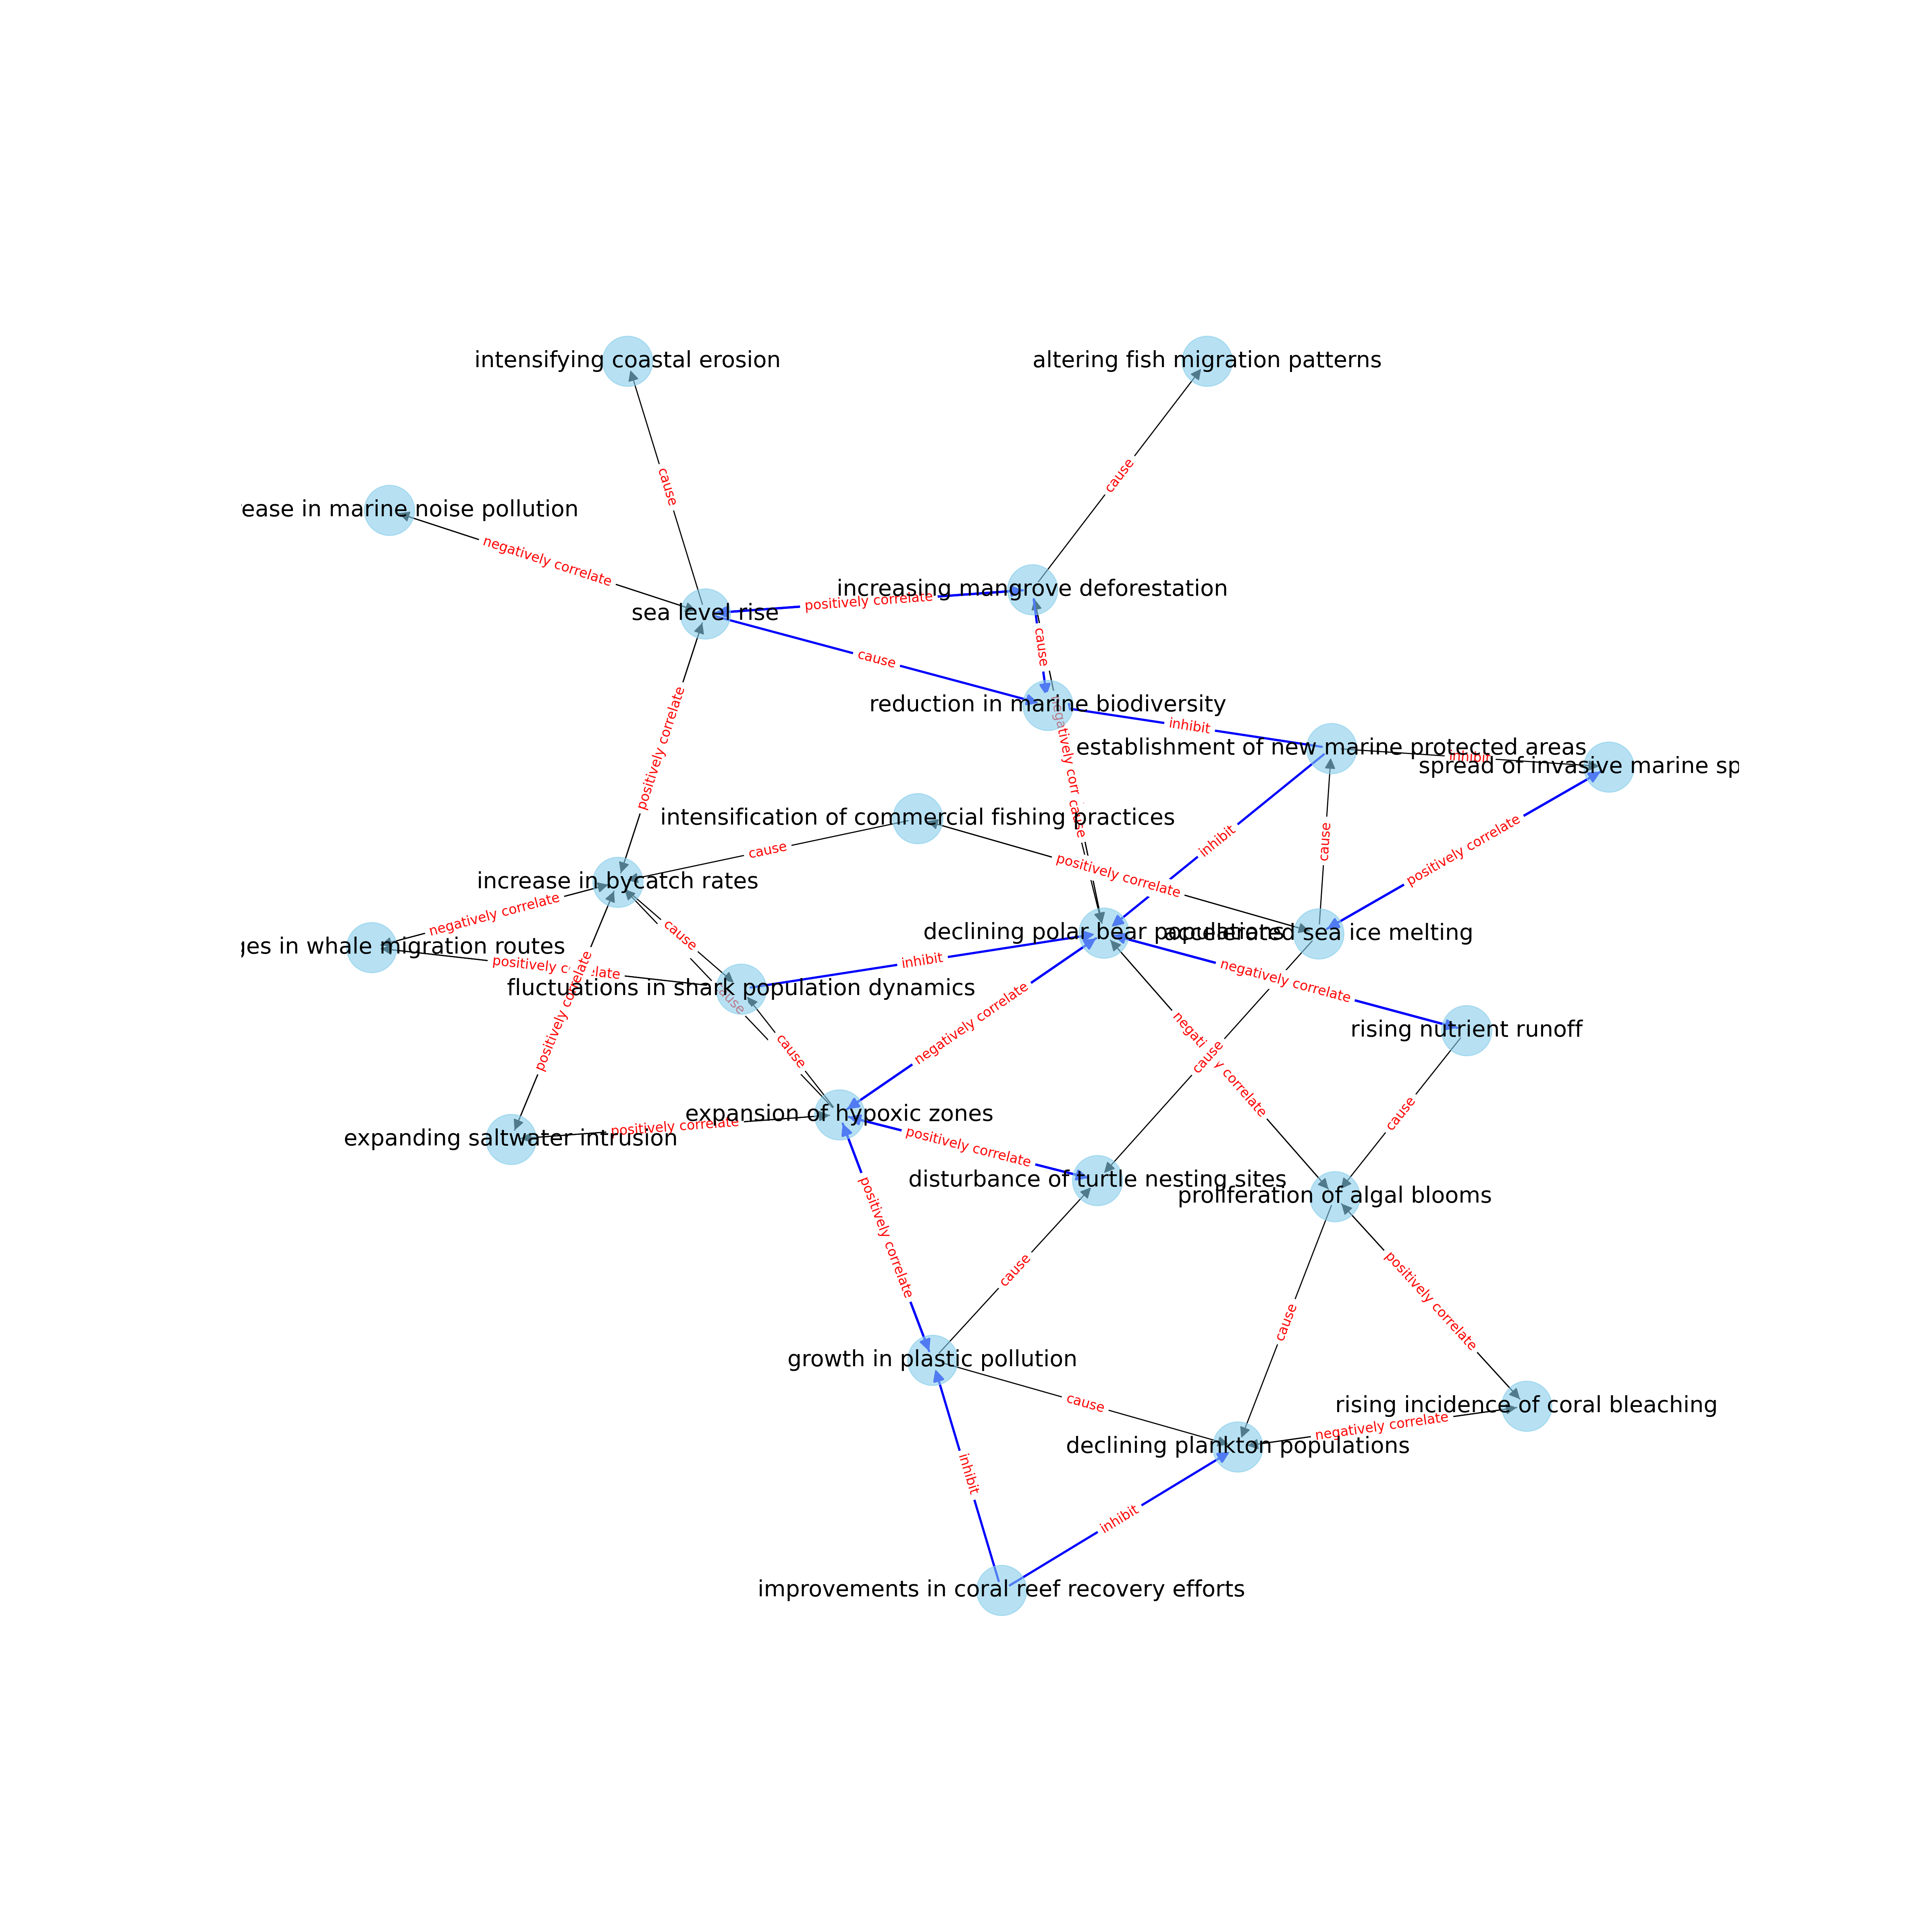 intensifying coastal erosion
altering fish migration patterns
cause
cause
ease in marine noise pollution
negatively correlate
increasing mangrove deforestation
positively correlate
sea level rise
cause
cause
reduction in marine biodiversity
inhibit
establishment of new marine protected areas
inhibit
spread of invasive marine sp
positively correlate
negatively corr
cause
intensification of commercial fishing practices
cause
inhibit
cause
positively correlate
positively correlate
increase in bycatch rates
negatively correlate
cause
declining polar bear populations
accelerated sea ice melting
ges in whale migration routes
positively correlate
inhibit
negatively correlate
fluctuations in shark population dynamics
cause
positively correlate
negatively correlate
rising nutrient runoff
cause
cause
negati y correlate
expansion of hypoxic zones
cause
positively correlate
expanding saltwater intrusion
positively correlate
disturbance of turtle nesting sites
proliferation of algal blooms
positively correlate
cause
positively correlate
cause
growth in plastic pollution
cause
rising incidence of coral bleaching
negatively correlate
declining plankton populations
inhibit
inhibit
improvements in coral reef recovery efforts